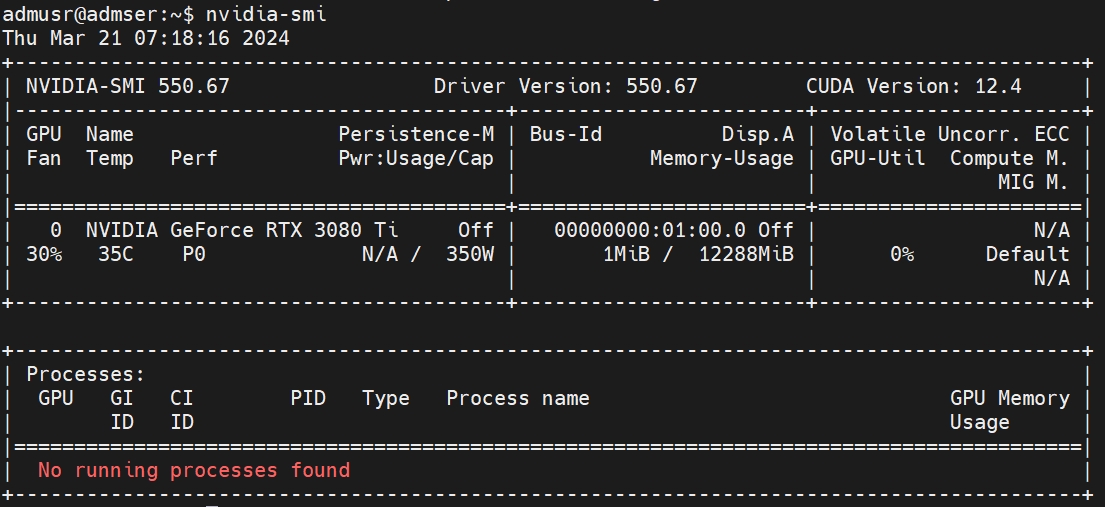 admusr@admser:~$ nvidia-smi
Thu Mar 21 07:18:16 2024
+-----------------------------------------------------------------------------------------+
| NVIDIA-SMI 550.67                 Driver Version: 550.67         CUDA Version: 12.4     |
|-----------------------------------------+------------------------+----------------------+
| GPU  Name                 Persistence-M | Bus-Id          Disp.A | Volatile Uncorr. ECC |
| Fan  Temp   Perf          Pwr:Usage/Cap |           Memory-Usage | GPU-Util  Compute M. |
|                                         |                        |               MIG M. |
|=========================================+========================+======================|
|   0  NVIDIA GeForce RTX 3080 Ti     Off |   00000000:01:00.0 Off |                  N/A |
| 30%   35C    P0             N/A /  350W |       1MiB /  12288MiB |      0%      Default |
|                                         |                        |                  N/A |
+-----------------------------------------+------------------------+----------------------+

+-----------------------------------------------------------------------------------------+
| Processes:                                                                              |
|  GPU   GI   CI        PID   Type   Process name                              GPU Memory |
|        ID   ID                                                               Usage      |
|=========================================================================================|
|  No running processes found                                                             |
+-----------------------------------------------------------------------------------------+